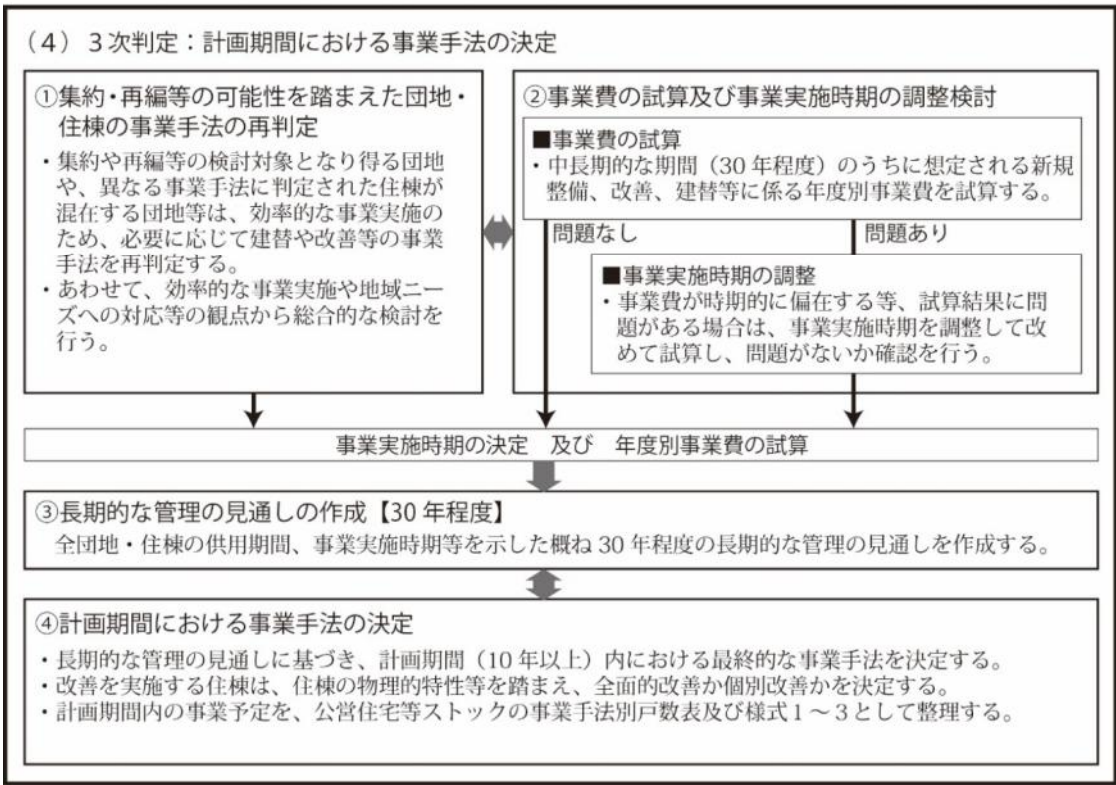 (4) 3次判定：計画期間における事業手法の決定
①集約・再編等の可能性を踏まえた団地・
住棟の事業手法の再判定
・集約や再編等の検討対象となり得る団地
や、異なる事業手法に判定された住棟が
混在する団地等は、効率的な事業実施の
ため、必要に応じて建替や改善等の事業
手法を再判定する。
・あわせて、効率的な事業実施や地域ニー
ズへの対応等の観点から総合的な検討を
行う。
②事業費の試算及び事業実施時期の調整検討
■事業費の試算
・中長期的な期間（30年程度）のうちに想定される新規
整備、改善、建替等に係る年度別事業費を試算する。
問題なし
問題あり
■事業実施時期の調整
・事業費が時期的に偏在する等、試算結果に問
題がある場合は、事業実施時期を調整して改
めて試算し、問題がないか確認を行う。
事業実施時期の決定　及び　年度別事業費の試算
③長期的な管理の見通しの作成【30年程度】
全団地・住棟の供用期間、事業実施時期等を示した概ね30年程度の長期的な管理の見通しを作成する。
④計画期間における事業手法の決定
・長期的な管理の見通しに基づき、計画期間（10年以上）内における最終的な事業手法を決定する。
・改善を実施する住棟は、住棟の物理的特性等を踏まえ、全面的改善か個別改善かを決定する。
・計画期間内の事業予定を、公営住宅等ストックの事業手法別戸数表及び様式1～3として整理する。